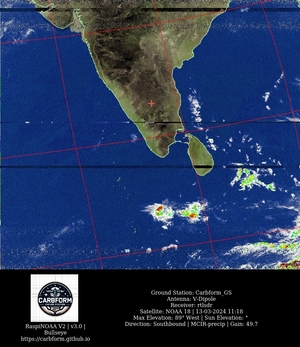 CARBFORM
RaspiNOAA V2 | v3.0 |
Bullseye
https://carbform.github.io
Ground Station: Carbform_GS
Antenna: V-Dipole
Receiver: rtlsdr
Satellite: NOAA 18 | 13-03-2024 11:18
Max Elevation: 89° West | Sun Elevation: °
Direction: Southbound | MCIR-precip | Gain: 49.7